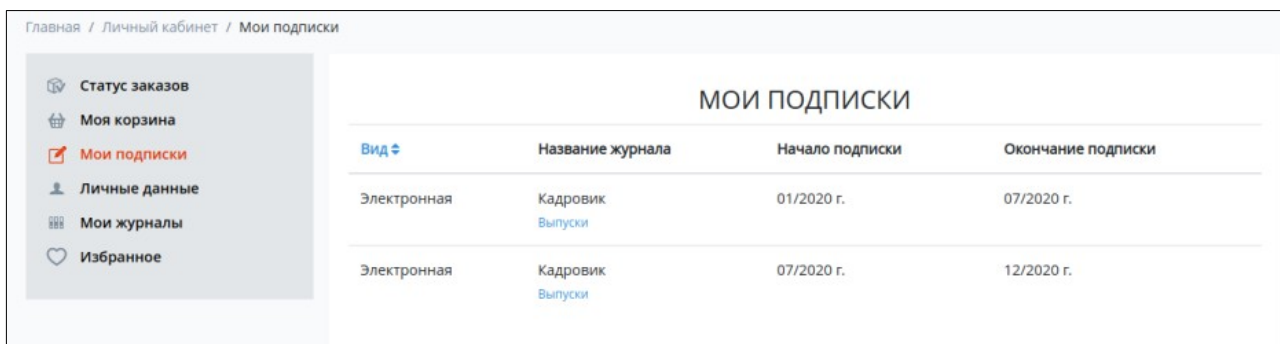 Главная / Личный кабинет / Мои подписки
Статус заказов
Моя корзина
Мои подписки
Личные данные
Мои журналы
Избранное
МОИ ПОДПИСКИ
Вид Название журнала Начало подписки Окончание подписки
Электронная Кадровик 01/2020 г. 07/2020 г.
Выпуски
Электронная Кадровик 07/2020 г. 12/2020 г.
Выпуски